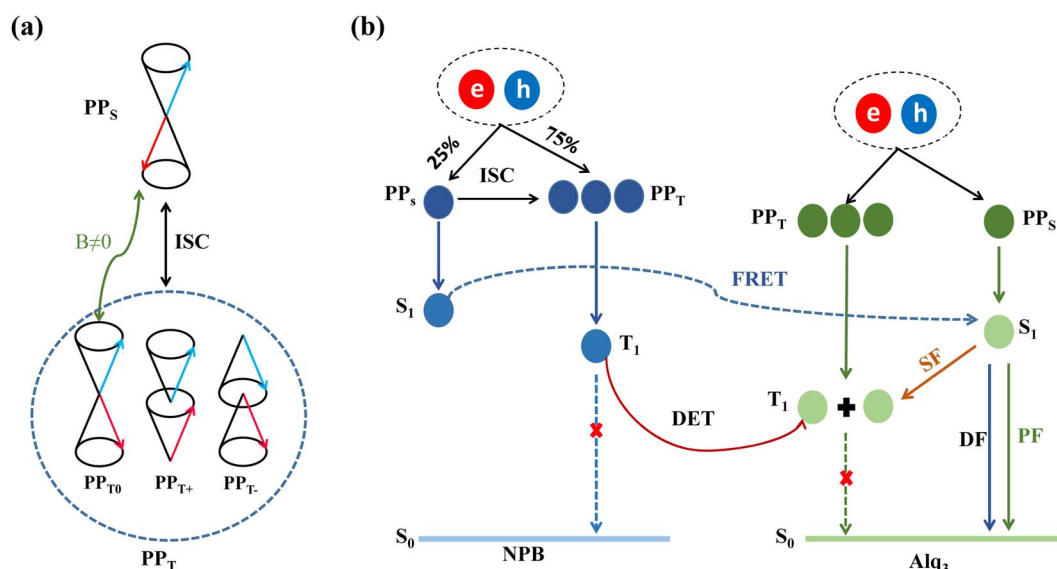 (a)
PPS
B≠0
ISC
PPT0
PPT+
PPT-
PPT
(b)
e
h
25%
75%
PPs
ISC
PPT
S1
FRET
T1
DET
S0
NPB
e
h
PPT
PPS
S1
SF
T1
DF
PF
S0
Alq3